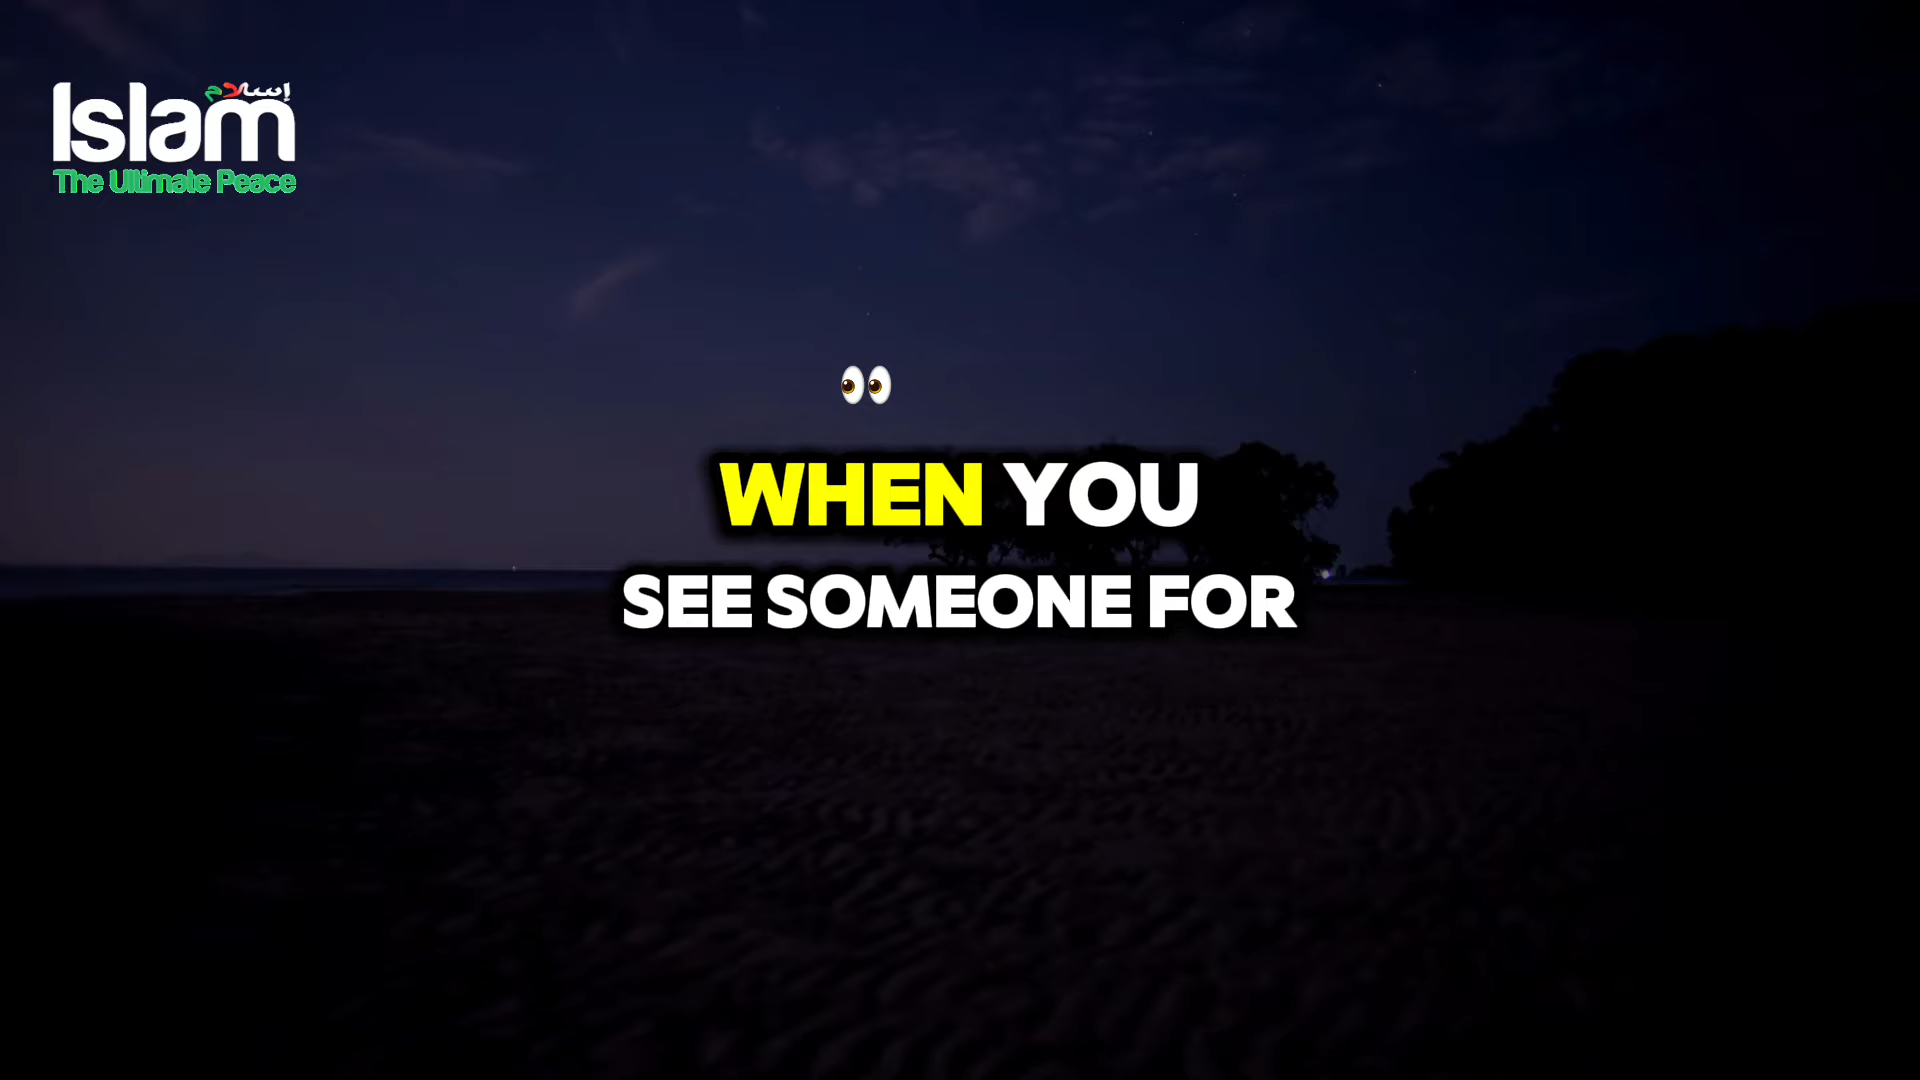 إسلام
Islam
The Ultimate Peace
WHEN YOU
SEE SOMEONE FOR